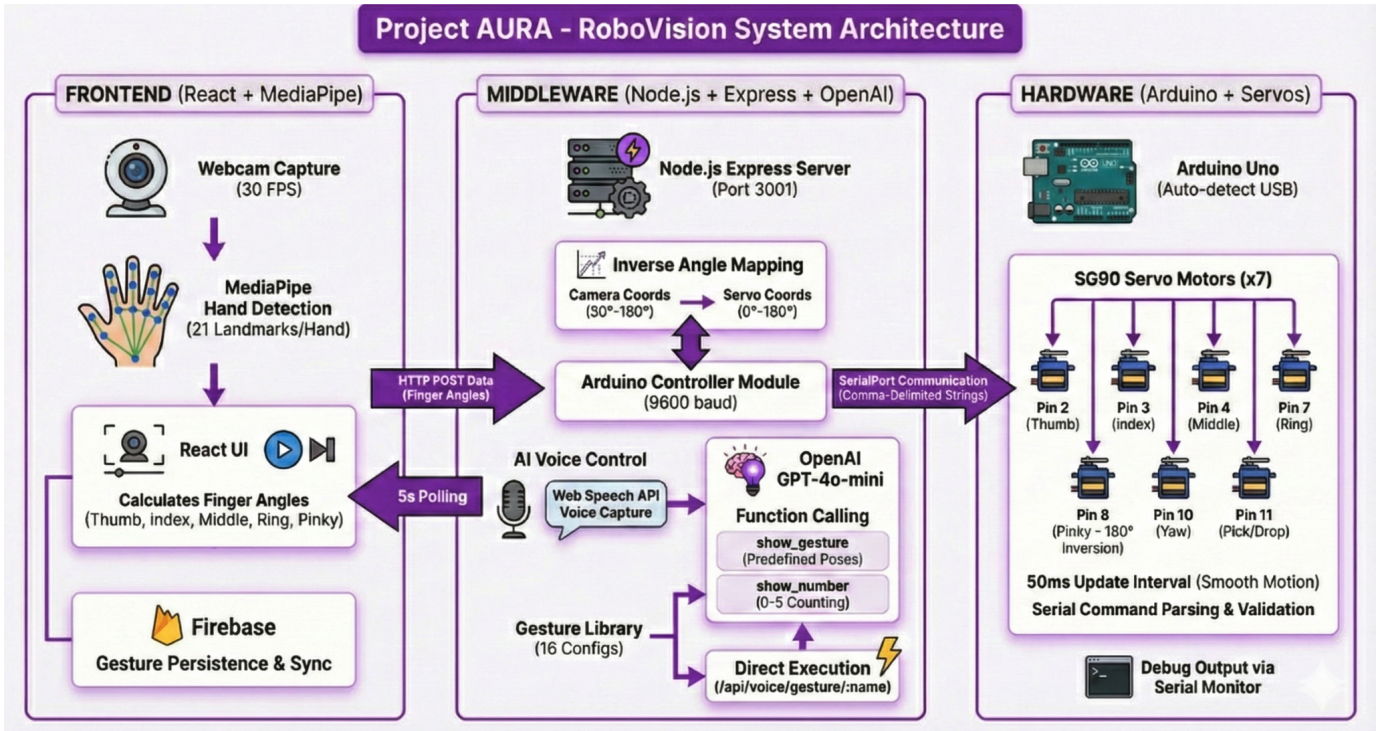 Project AURA - RoboVision System Architecture
FRONTEND (React + MediaPipe)
Webcam Capture
(30 FPS)
MediaPipe
Hand Detection
(21 Landmarks/Hand)
React UI
Calculates Finger Angles
(Thumb, index, Middle, Ring, Pinky)
Firebase
Gesture Persistence & Sync
HTTP POST Data
(Finger Angles)
5s Polling
MIDDLEWARE (Node.js + Express + OpenAI)
Node.js Express Server
(Port 3001)
Inverse Angle Mapping
Camera Coords
(30°-180°)
Servo Coords
(0°-180°)
Arduino Controller Module
(9600 baud)
AI Voice Control
Web Speech API
Voice Capture
OpenAI
GPT-4o-mini
Function Calling
show_gesture
(Predefined Poses)
show_number
(0-5 Counting)
Gesture Library
(16 Configs)
Direct Execution
(/api/voice/gesture/:name)
SerialPort Communication
(Comma-Delimited Strings)
HARDWARE (Arduino + Servos)
UNO
Arduino Uno
(Auto-detect USB)
SG90 Servo Motors (x7)
Pin 2
(Thumb)
Pin 3
(index)
Pin 4
(Middle)
Pin 7
(Ring)
Pin 8
(Pinky - 180°
Inversion)
Pin 10
(Yaw)
Pin 11
(Pick/Drop)
50ms Update Interval (Smooth Motion)
Serial Command Parsing & Validation
>_
Debug Output via
Serial Monitor